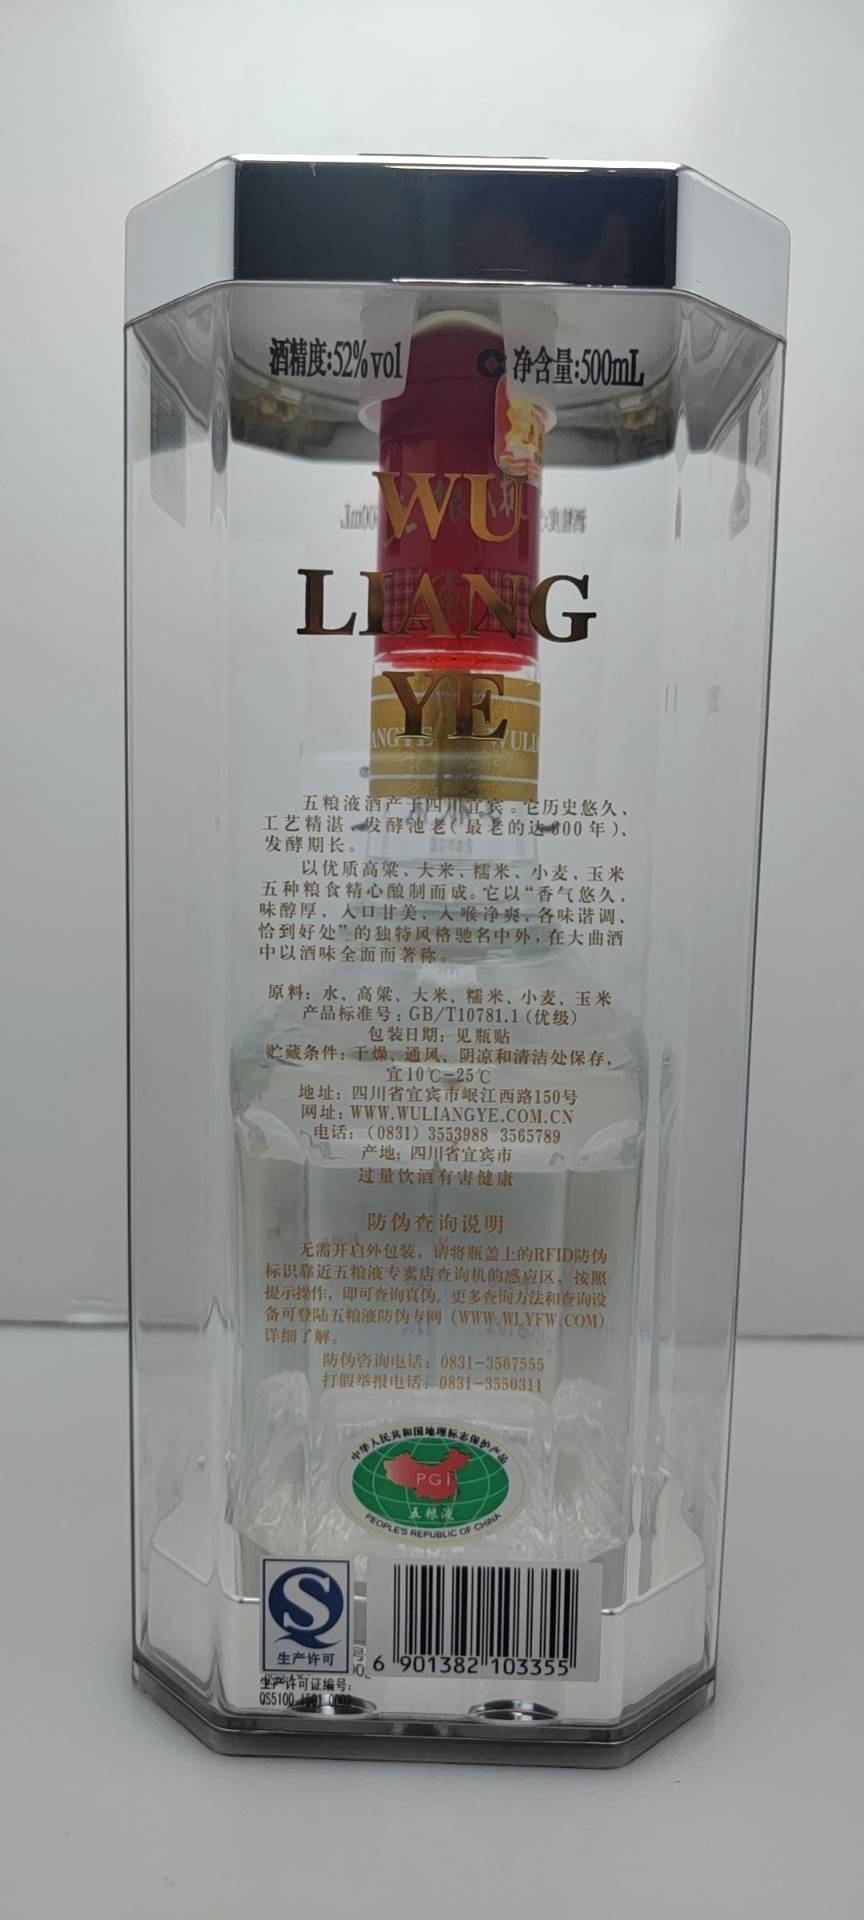 酒精度:52%vol 净含量:500mL
WU
LIANG
YE
五粮液酒产于四川宜宾。它历史悠久、
工艺精湛、发酵池老(最老的达600年)、
发酵期长。
以优质高粱、大米、糯米、小麦、玉米
五种粮食精心酿制而成。它以“香气悠久、
味醇厚、入口甘美、入喉净爽、各味谐调、
恰到好处”的独特风格驰名中外,在大曲酒
中以酒味全面而著称。
原料: 水、高粱、大米、糯米、小麦、玉米
产品标准号: GB/T10781.1(优级)
包装日期: 见瓶贴
贮藏条件: 干燥、通风、阴凉和清洁处保存,
宜10℃-25℃
地址: 四川省宜宾市岷江西路150号
网址: WWW.WULIANGYE.COM.CN
电话: (0831) 3553988 3565789
产地: 四川省宜宾市
过量饮酒有害健康
防伪查询说明
无需开启外包装, 请将瓶盖上的RFID防伪
标识靠近五粮液专卖店查询机的感应区, 按照
提示操作, 即可查询真伪。更多查询方法和查询设
备可登陆五粮液防伪专网 (WWW.WLYFW.COM)
详细了解。
防伪咨询电话: 0831-3567555
打假举报电话: 0831-3550311
中华人民共和国地理标志保护产品
PGI
五粮液
PEOPLE'S REPUBLIC OF CHINA
生产许可
6 901382 103355
生产许可证编号:
QS5100 1501 0002